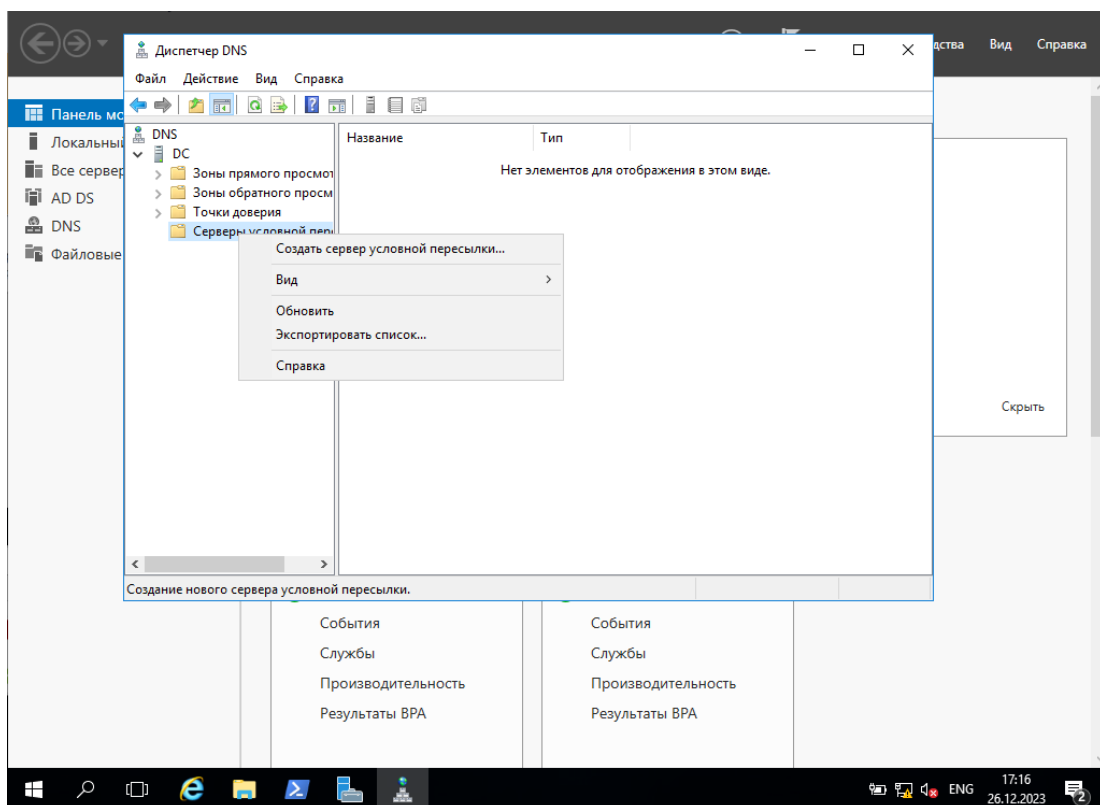 Диспетчер DNS
дства Вид Справка
Файл Действие Вид Справка
Панель мо
Локальны
Все сервер
AD DS
DNS
Файловые
DNS
DC
Зоны прямого просмот
Зоны обратного просм
Точки доверия
Серверы условной пер
Название Тип
Нет элементов для отображения в этом виде.
Создать сервер условной пересылки...
Вид
Обновить
Экспортировать список...
Справка
Скрыть
Создание нового сервера условной пересылки.
События
Службы
Производительность
Результаты BPA
События
Службы
Производительность
Результаты BPA
ENG
17:16
26.12.2023
2